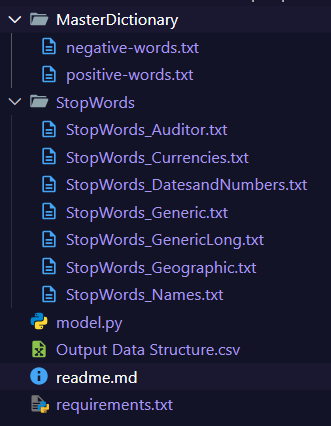 MasterDictionary
negative-words.txt
positive-words.txt
StopWords
StopWords_Auditor.txt
StopWords_Currencies.txt
StopWords_DatesandNumbers.txt
StopWords_Generic.txt
StopWords_GenericLong.txt
StopWords_Geographic.txt
StopWords_Names.txt
model.py
Output Data Structure.csv
readme.md
requirements.txt